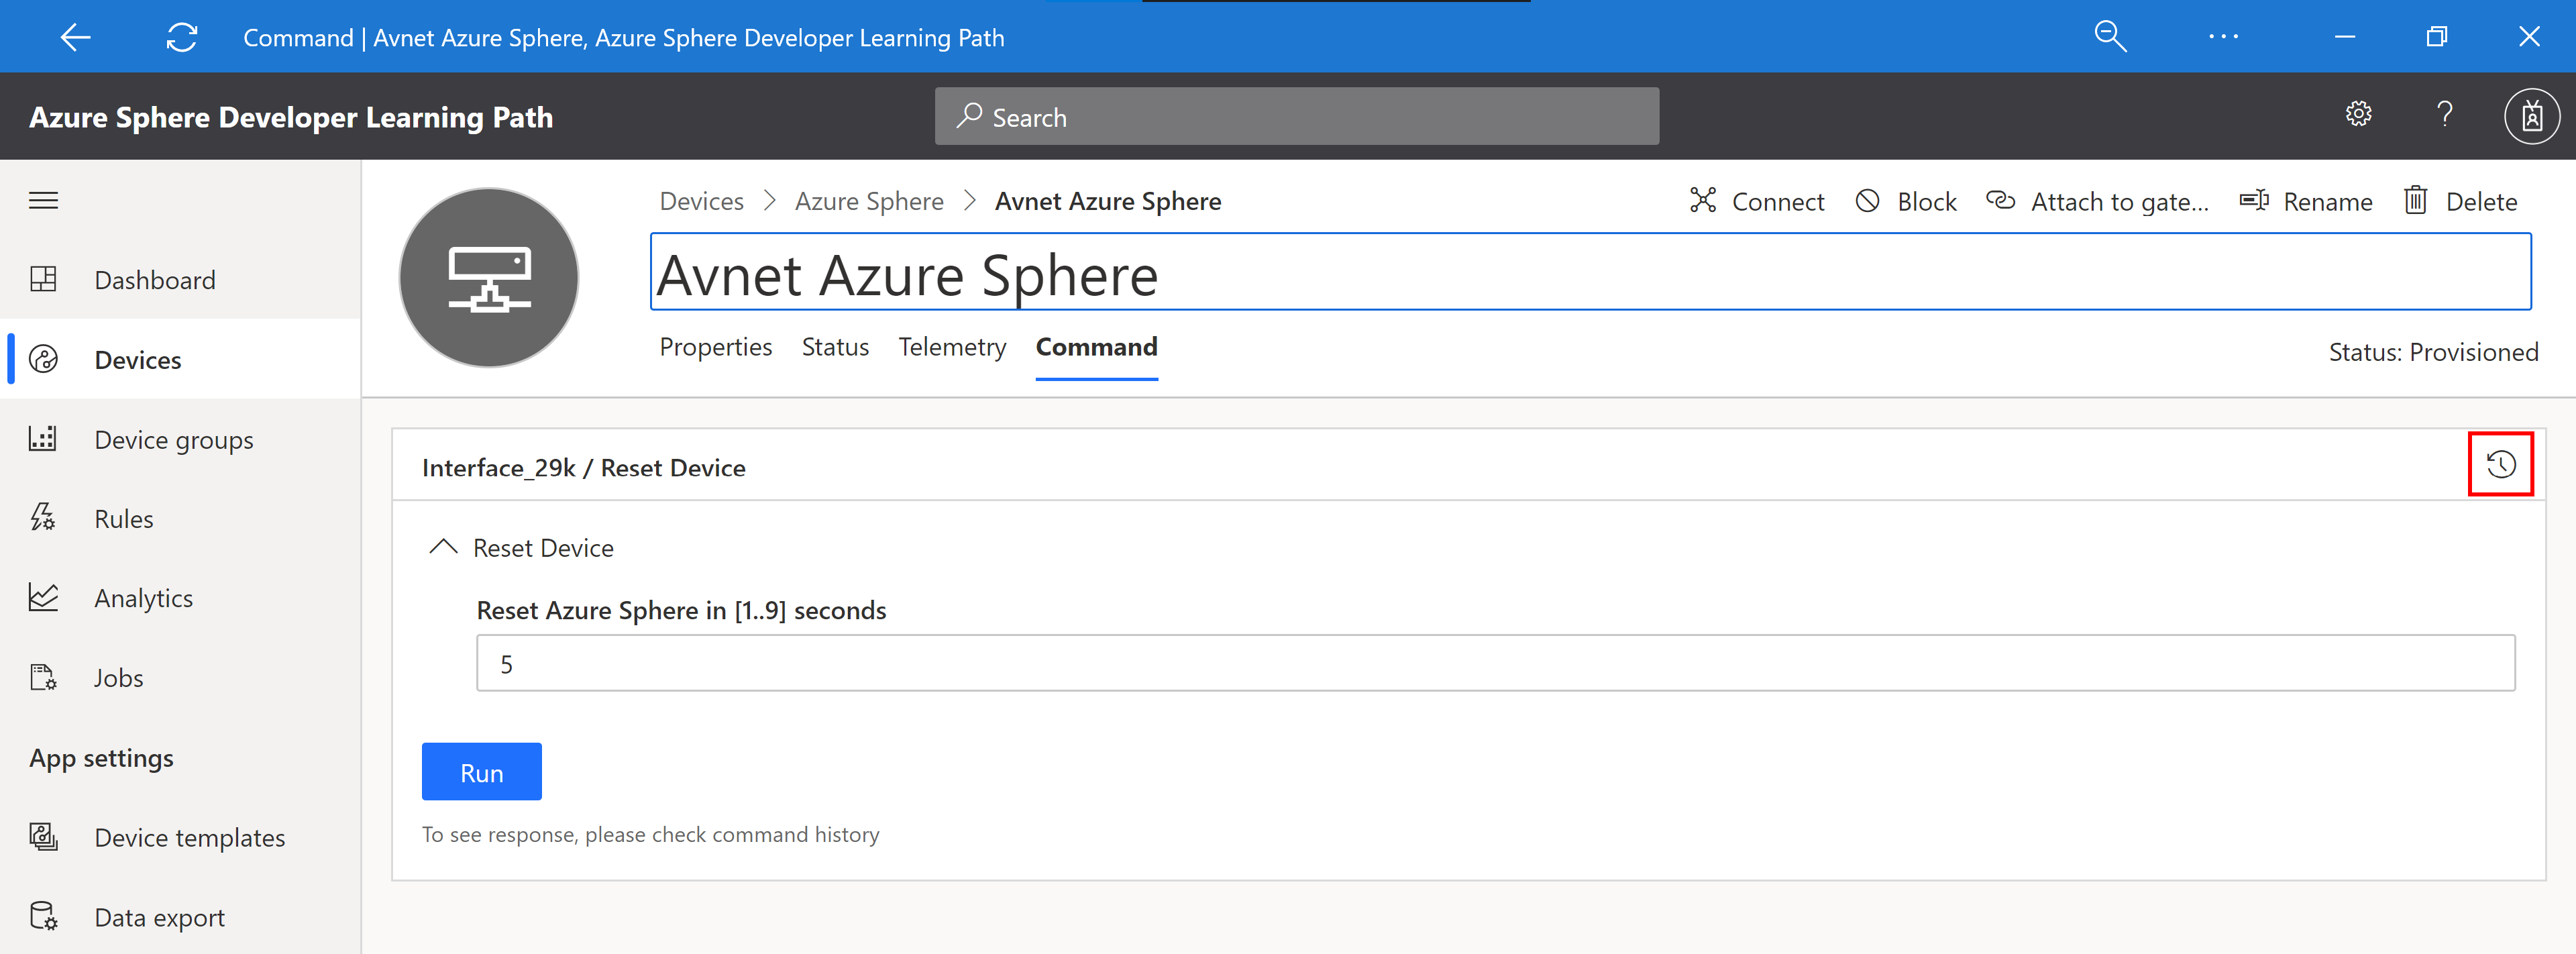 Command | Avnet Azure Sphere, Azure Sphere Developer Learning Path
Azure Sphere Developer Learning Path
Search
?
Devices > Azure Sphere > Avnet Azure Sphere
Connect
Block
Attach to gate...
Rename
Delete
Avnet Azure Sphere
Properties
Status
Telemetry
Command
Status: Provisioned
Dashboard
Devices
Device groups
Rules
Analytics
Jobs
App settings
Device templates
Data export
Interface_29k / Reset Device
Reset Device
Reset Azure Sphere in [1..9] seconds
5
Run
To see response, please check command history